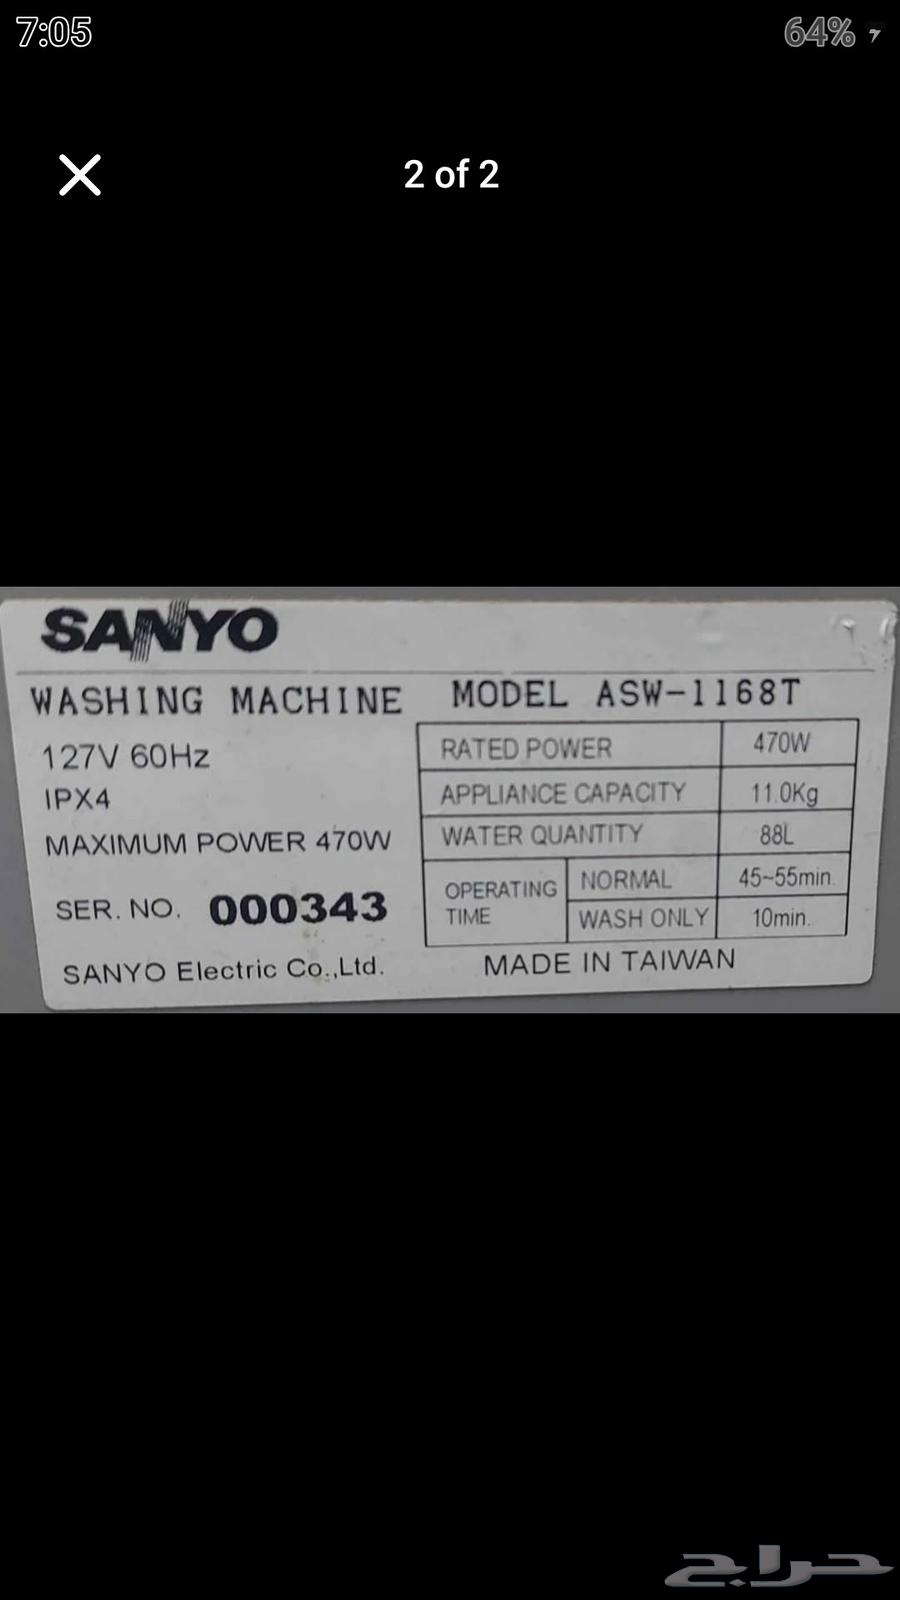 7:05
64%
2 of 2
SANYO
WASHING MACHINE
127V 60Hz
IPX4
MAXIMUM POWER 470W
SER. NO. 000343
SANYO Electric Co.,Ltd.
MODEL ASW-1168T
RATED POWER 470W
APPLIANCE CAPACITY 11.0Kg
WATER QUANTITY 88L
OPERATING TIME
NORMAL 45~55min.
WASH ONLY 10min.
MADE IN TAIWAN
حراج